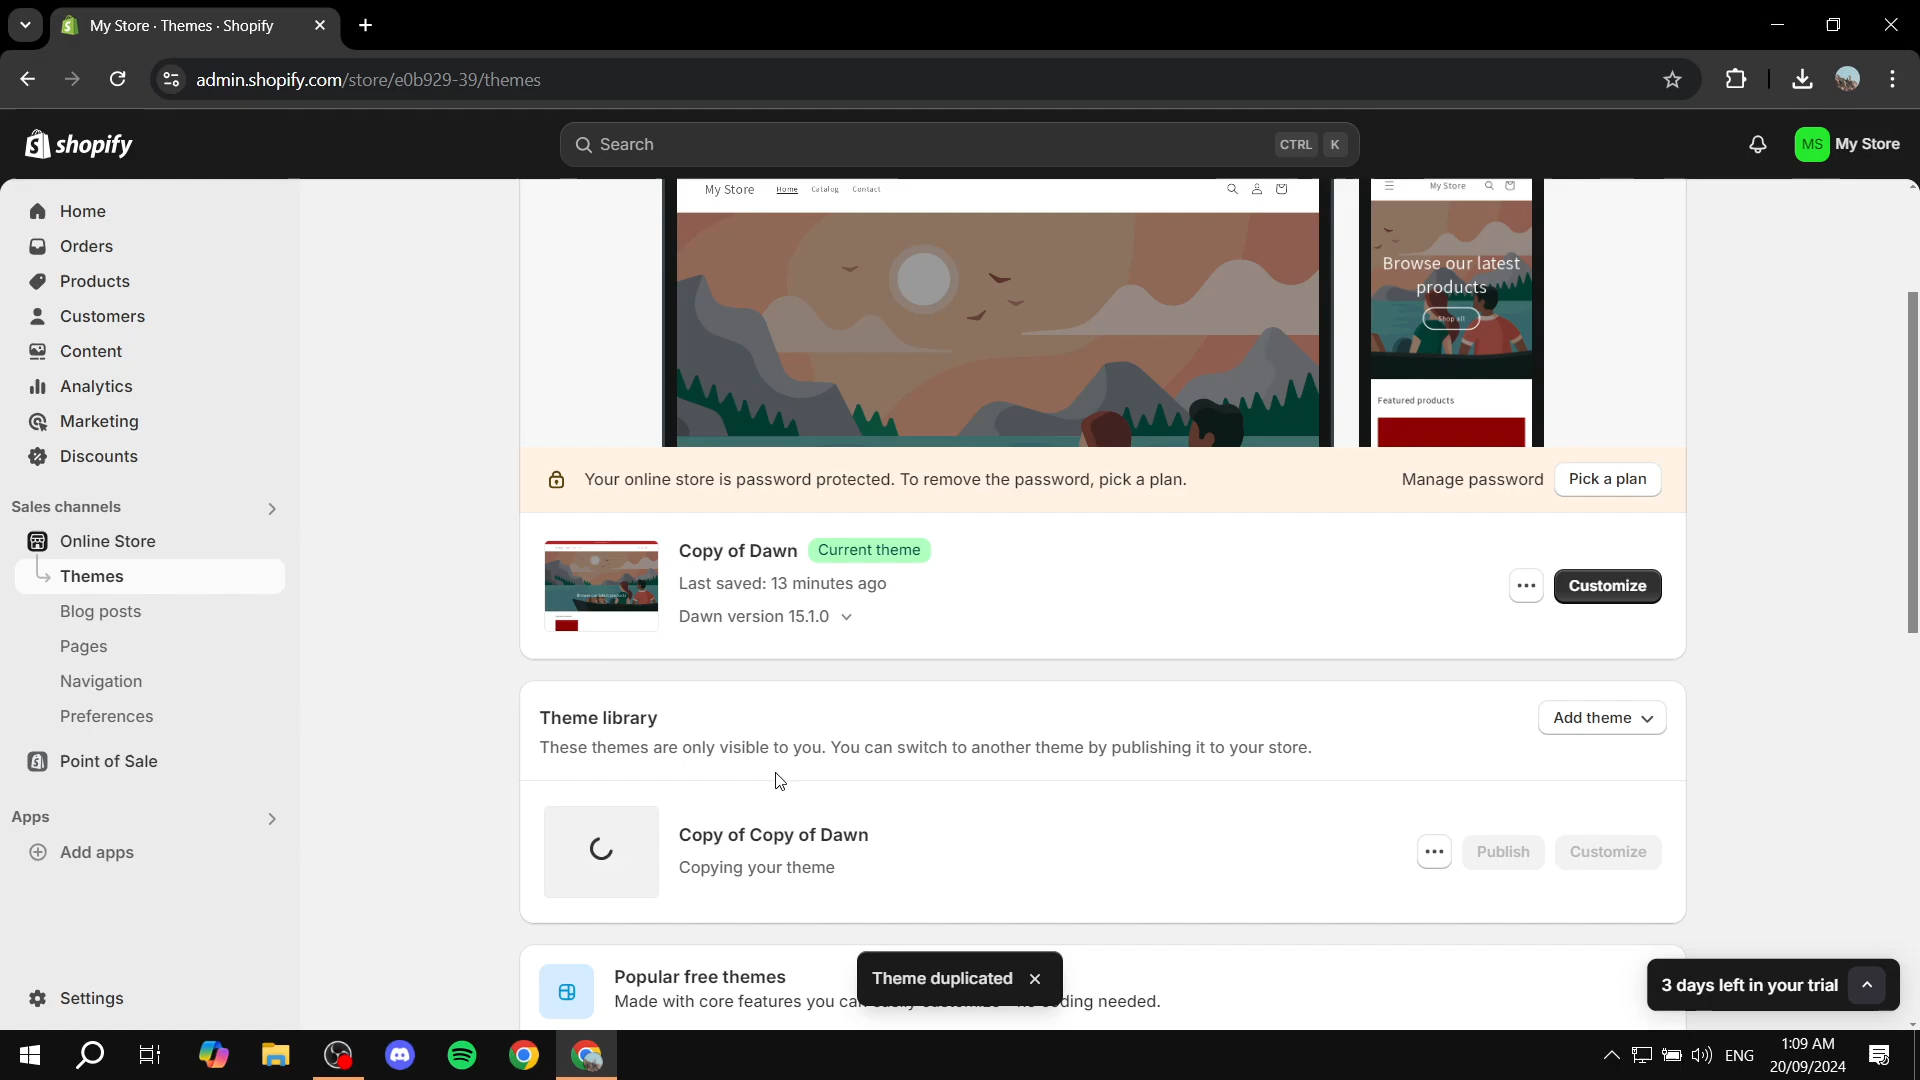 My Store · Themes · Shopify
admin.shopify.com/store/e0b929-39/themes
shopify
Search
CTRL K
MS My Store
Home
Orders
Products
Customers
Content
Analytics
Marketing
Discounts
Sales channels
Online Store
Themes
Blog posts
Pages
Navigation
Preferences
Point of Sale
Apps
Add apps
Settings
My Store Home Catalog Contact
My Store
Browse our latest
products
Shop all
Featured products
Your online store is password protected. To remove the password, pick a plan.
Manage password
Pick a plan
Copy of Dawn
Current theme
Last saved: 13 minutes ago
Dawn version 15.1.0
Customize
Theme library
These themes are only visible to you. You can switch to another theme by publishing it to your store.
Add theme
Copy of Copy of Dawn
Copying your theme
Publish
Customize
Popular free themes
Made with core features you can easily customize – no coding needed.
Theme duplicated
3 days left in your trial
ENG
1:09 AM
20/09/2024